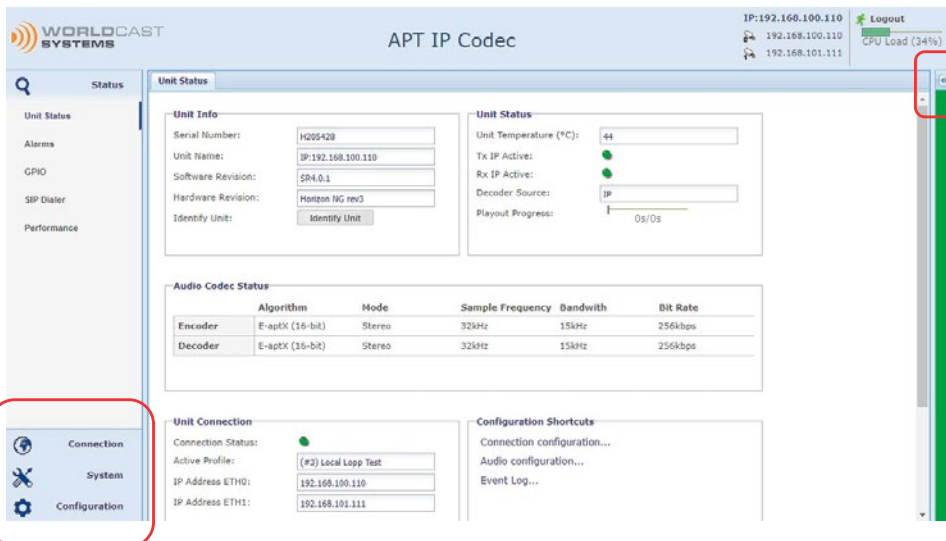 WORLDCAST
SYSTEMS
APT IP Codec
IP:192.168.100.110
192.168.100.110
192.168.101.111
Logout
CPU Load (34%)
Status
Unit Status
Alarms
GPIO
SIP Dialer
Performance
Connection
System
Configuration
Unit Status
Unit Info
Serial Number: H205428
Unit Name: IP:192.168.100.110
Software Revision: SR4.0.1
Hardware Revision: Horizon NG rev3
Identify Unit: Identify Unit
Unit Status
Unit Temperature (°C): 44
Tx IP Active:
Rx IP Active:
Decoder Source: IP
Playout Progress: 0s/0s
Audio Codec Status
Algorithm Mode Sample Frequency Bandwith Bit Rate
Encoder E-aptX (16-bit) Stereo 32kHz 15kHz 256kbps
Decoder E-aptX (16-bit) Stereo 32kHz 15kHz 256kbps
Unit Connection
Connection Status:
Active Profile: (#3) Local Lopp Test
IP Address ETH0: 192.168.100.110
IP Address ETH1: 192.168.101.111
Configuration Shortcuts
Connection configuration...
Audio configuration...
Event Log...